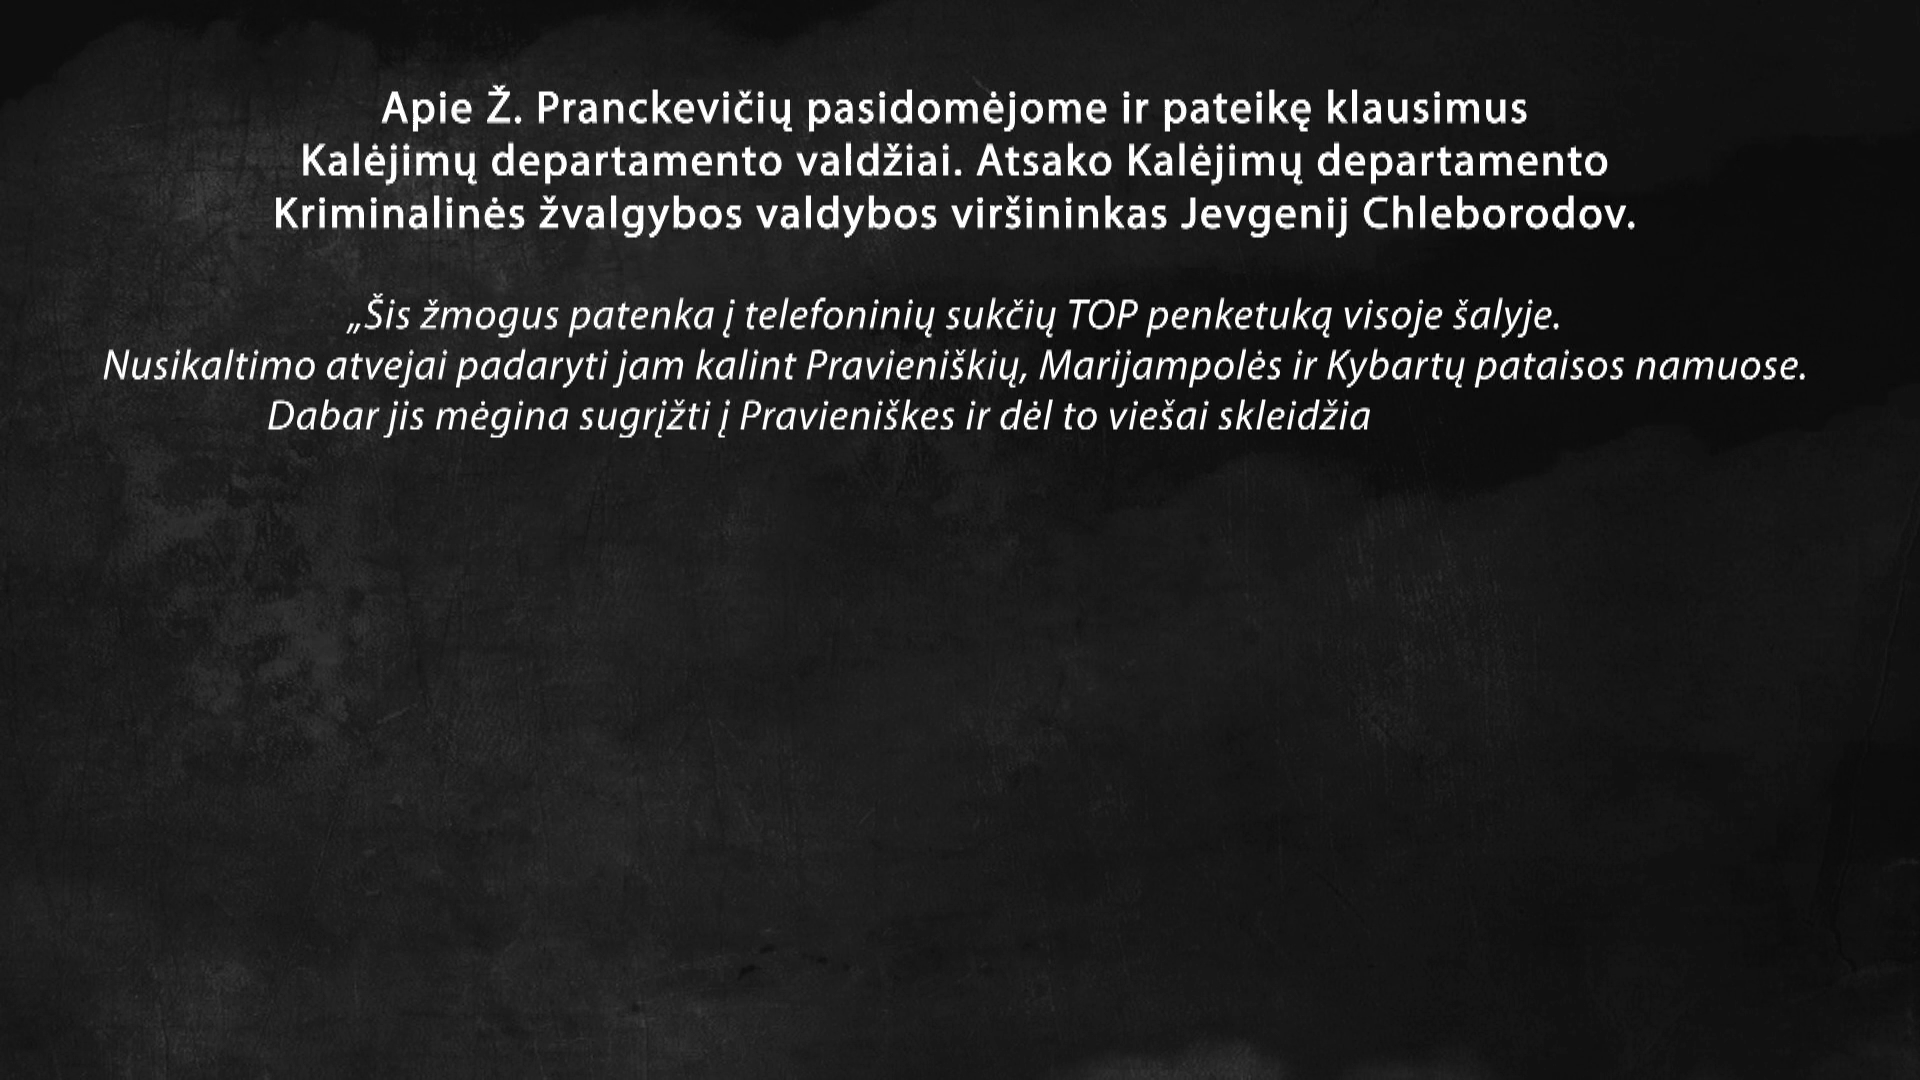 Apie Ž. Pranckevičių pasidomėjome ir pateikę klausimus
Kalėjimų departamento valdžiai. Atsako Kalėjimų departamento
Kriminalinės žvalgybos valdybos viršininkas Jevgenij Chleborodov.
„Šis žmogus patenka į telefoninių sukčių TOP penketuką visoje šalyje.
Nusikaltimo atvejai padaryti jam kalint Pravieniškių, Marijampolės ir Kybartų pataisos namuose.
Dabar jis mėgina sugrįžti į Pravieniškes ir dėl to viešai skleidžia